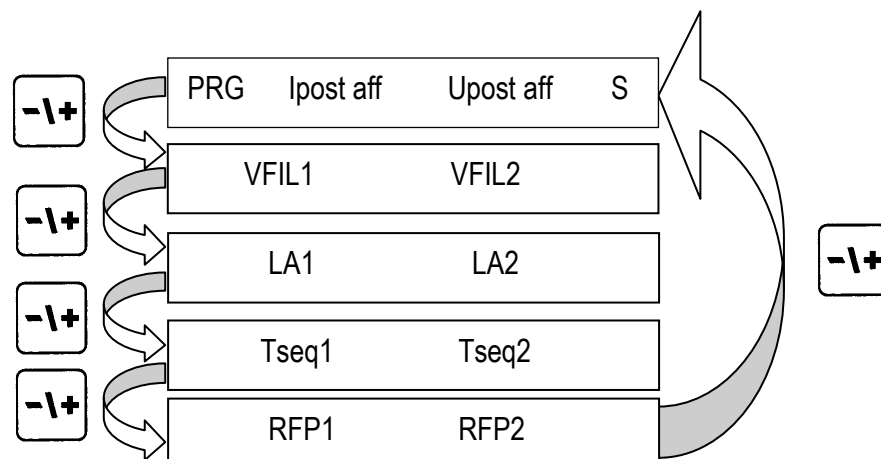 PRG Ipost aff Upost aff S
-\+
VFIL1 VFIL2
-\+
LA1 LA2
-\+
-\+
Tseq1 Tseq2
-\+
RFP1 RFP2